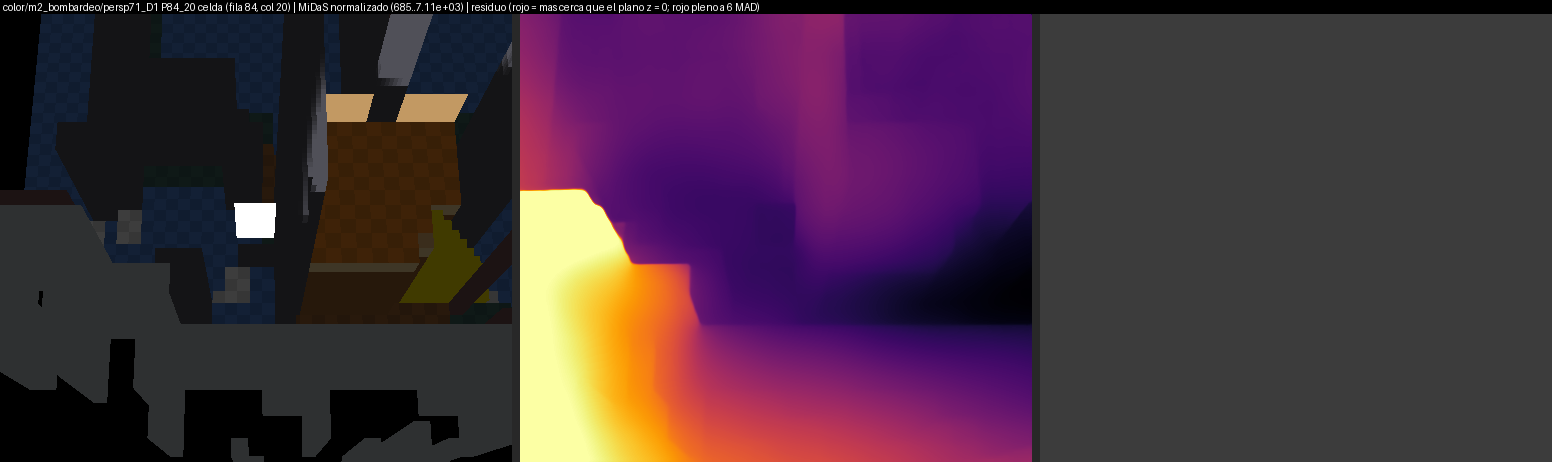 color/m2_bombardeo/persp71_D1 P84_20 celda (fila 84, col 20) | MiDaS normalizado (685..7.11e+03) | residuo (rojo = mas cerca que el plano z = 0; rojo pleno a 6 MAD)